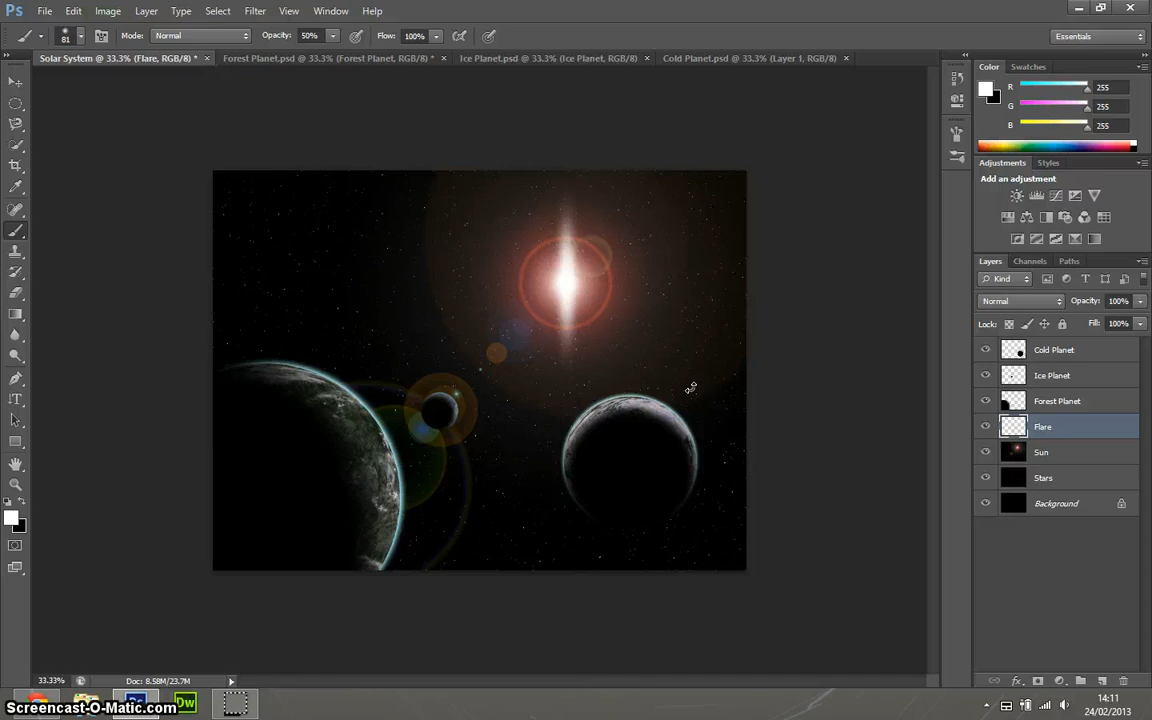 Ps File Edit Image Layer Type Select Filter View Window Help
81 Mode: Normal Opacity: 50% Flow: 100% Essentials
Solar System @ 33.3% (Flare, RGB/8) * × Forest Planet.psd @ 33.3% (Forest Planet, RGB/8) * × Ice Planet.psd @ 33.3% (Ice Planet, RGB/8) × Cold Planet.psd @ 33.3% (Layer 1, RGB/8) ×
Color Swatches
R 255
G 255
B 255
Adjustments Styles
Add an adjustment
Layers Channels Paths
Kind
Normal Opacity: 100%
Lock: Fill: 100%
Cold Planet
Ice Planet
Forest Planet
Flare
Sun
Stars
Background
33.33% Doc: 8.58M/23.7M
Ps Dw
Screencast-O-Matic.com
14:11
24/02/2013